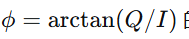 ϕ = arctan(Q/I)